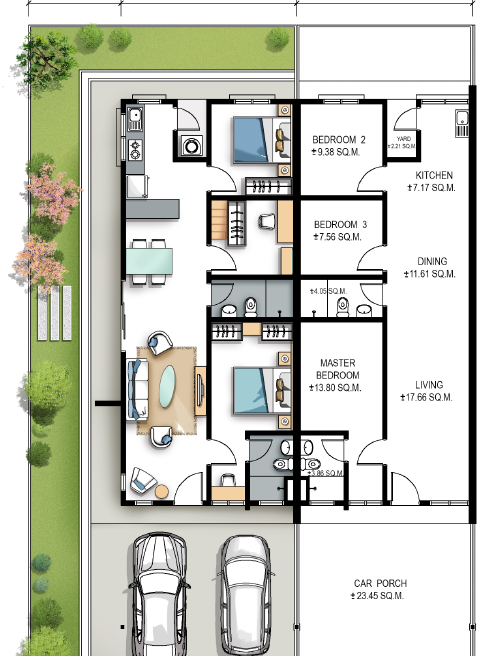 BEDROOM 2
±9.38 SQ.M.
YARD
±2.21 SQ.M
KITCHEN
±7.17 SQ.M.
BEDROOM 3
±7.56 SQ.M.
DINING
±11.61 SQ.M.
±4.05 SQ.M.
MASTER
BEDROOM
±13.80 SQ.M.
LIVING
±17.66 SQ.M.
±3.86 SQ.M.
CAR PORCH
±23.45 SQ.M.